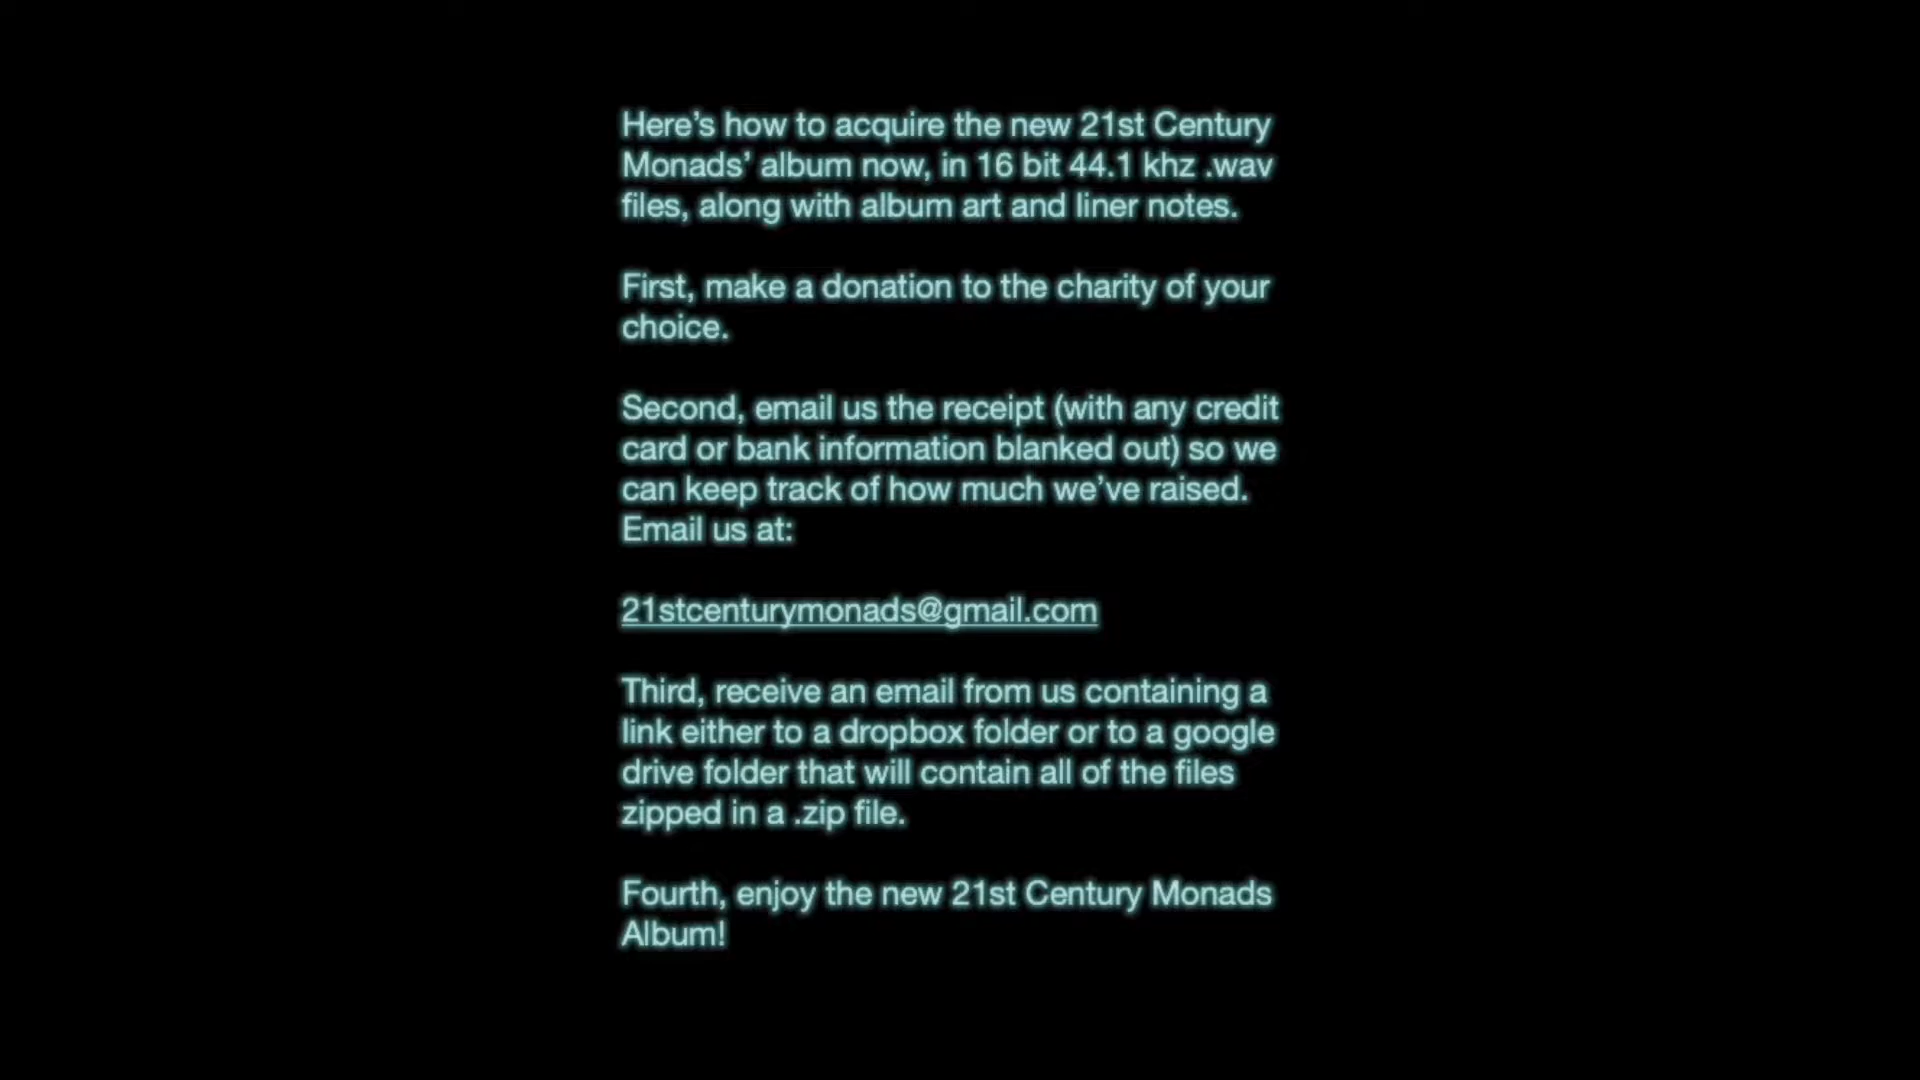 Here’s how to acquire the new 21st Century
Monads’ album now, in 16 bit 44.1 khz .wav
files, along with album art and liner notes.
First, make a donation to the charity of your
choice.
Second, email us the receipt (with any credit
card or bank information blanked out) so we
can keep track of how much we’ve raised.
Email us at:
21stcenturymonads@gmail.com
Third, receive an email from us containing a
link either to a dropbox folder or to a google
drive folder that will contain all of the files
zipped in a .zip file.
Fourth, enjoy the new 21st Century Monads
Album!